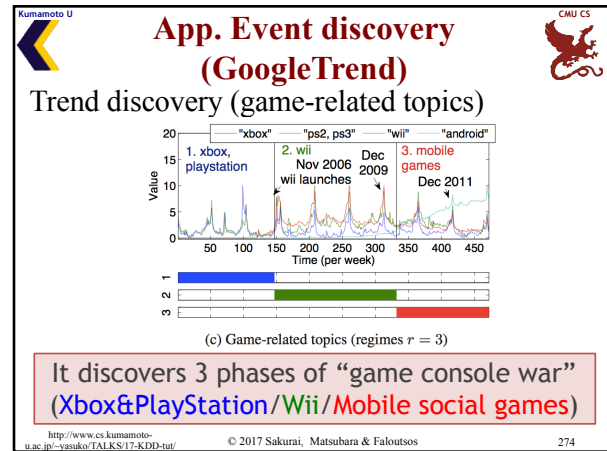 Kumamoto U
CMU CS
App. Event discovery
(GoogleTrend)
Trend discovery (game-related topics)
"xbox" "ps2, ps3" "wii" "android"
Value
20
15
10
5
0
1. xbox,
playstation
2. wii
Nov 2006
wii launches
Dec
2009
3. mobile
games
Dec 2011
50 100 150 200 250 300 350 400 450
Time (per week)
1
2
3
(c) Game-related topics (regimes r = 3)
It discovers 3 phases of “game console war”
(Xbox&PlayStation/Wii/Mobile social games)
http://www.cs.kumamoto-
u.ac.jp/~yasuko/TALKS/17-KDD-tut/
© 2017 Sakurai, Matsubara & Faloutsos
274